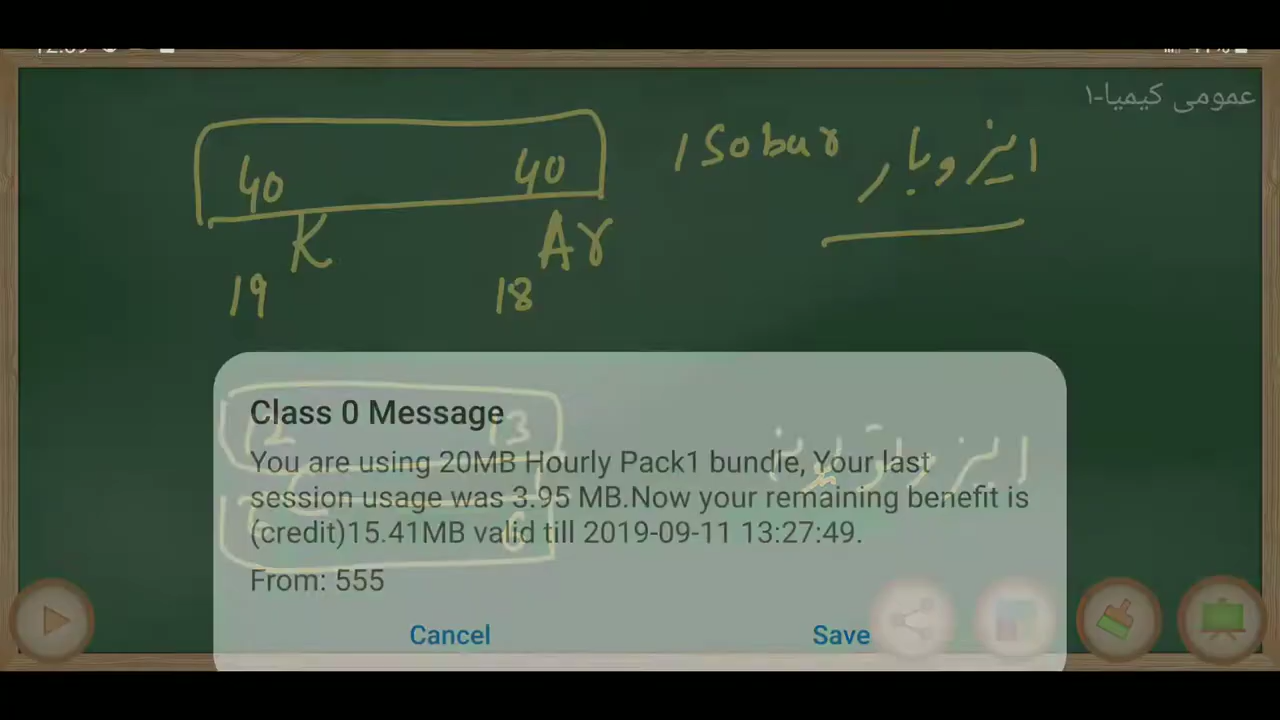 عمومی کیمیا-۱
40 40 Isobar ایزوبار
K Ar
19 18
12 13
Class 0 Message
You are using 20MB Hourly Pack1 bundle, Your last
session usage was 3.95 MB.Now your remaining benefit is
(credit)15.41MB valid till 2019-09-11 13:27:49.
From: 555
Cancel Save